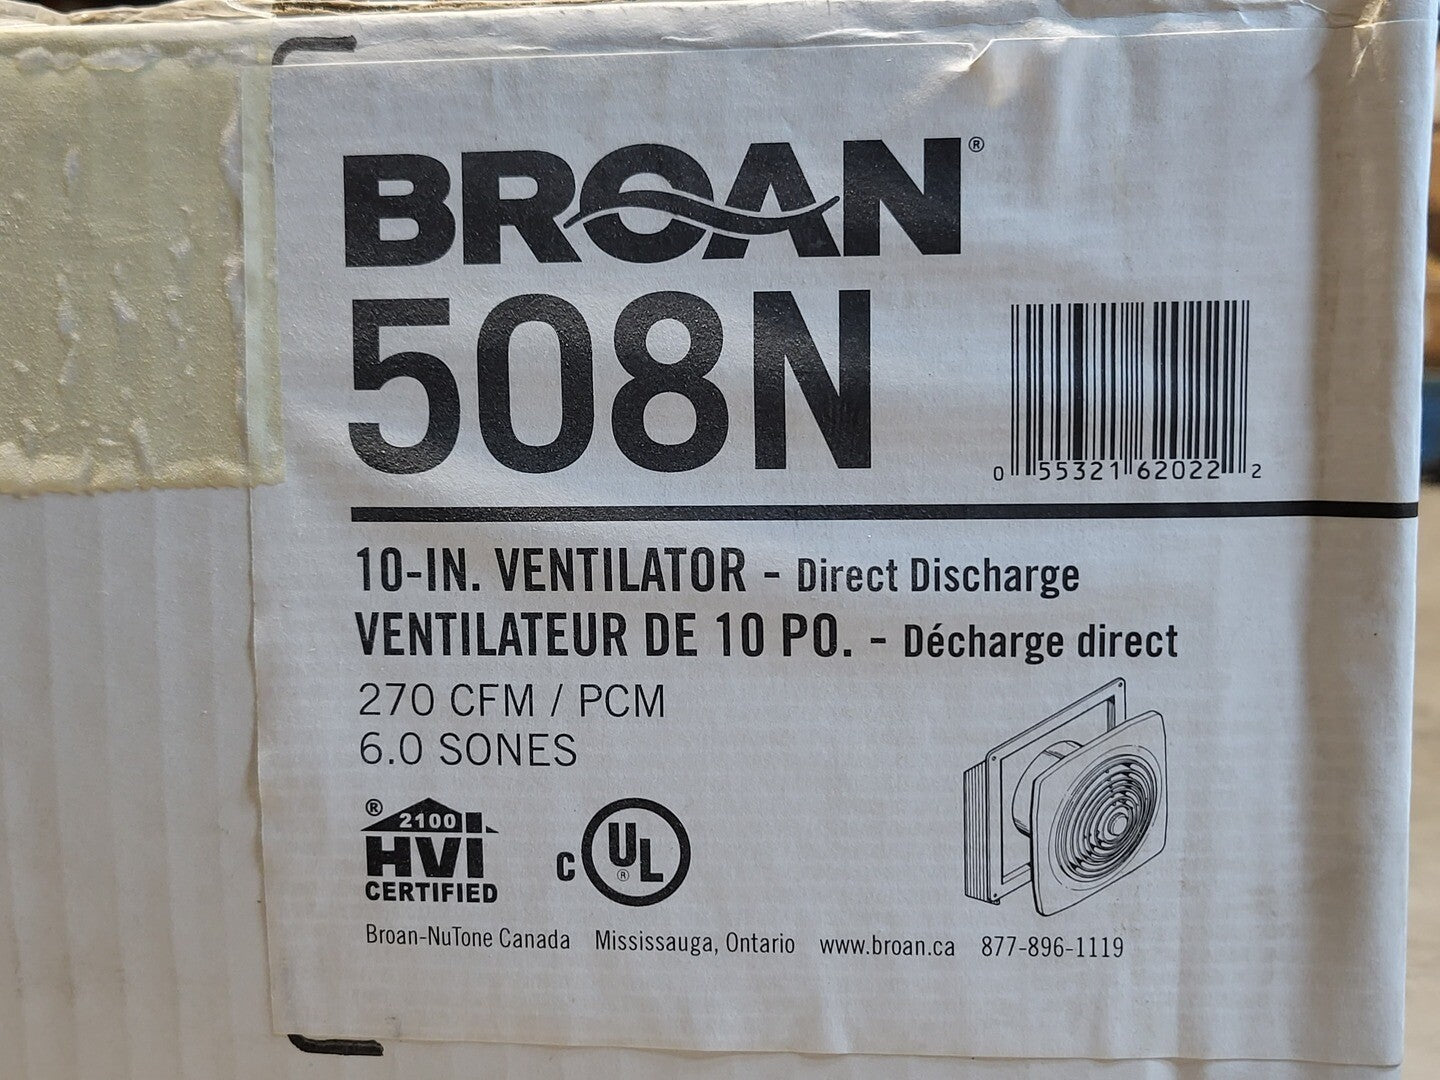 BROAN®
508N
0 55321 62022 2
10-IN. VENTILATOR - Direct Discharge
VENTILATEUR DE 10 PO. - Décharge direct
270 CFM / PCM
6.0 SONES
® 2100
HVI
CERTIFIED
C UL ®
Broan-NuTone Canada Mississauga, Ontario www.broan.ca 877-896-1119